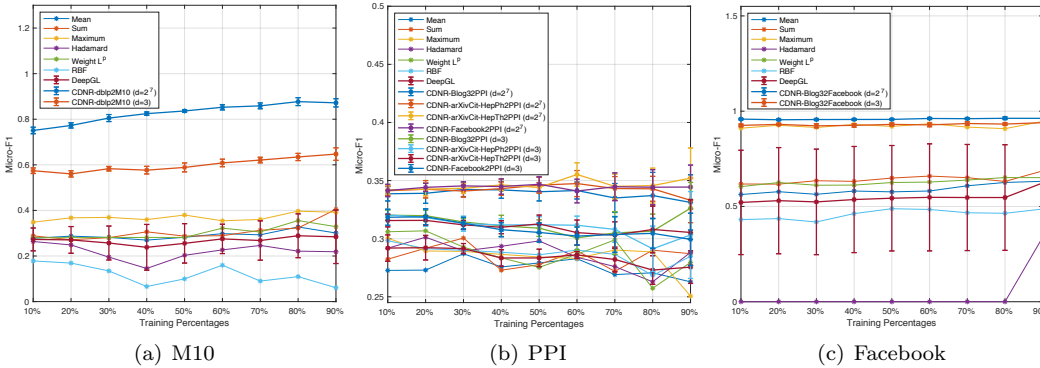 1.2
1
0.8
0.6
0.4
0.2
0
Micro-F1
Mean
Sum
Maximum
Hadamard
Weight L^p
RBF
DeepGL
CDNR-dblp2M10 (d=2^7)
CDNR-dblp2M10 (d=3)
10% 20% 30% 40% 50% 60% 70% 80% 90%
Training Percentages
(a) M10
0.5
0.45
0.4
0.35
0.3
0.25
Micro-F1
Mean
Sum
Maximum
Hadamard
Weight L^p
RBF
DeepGL
CDNR-Blog32PPI (d=2^7)
CDNR-arXivCit-HepPh2PPI (d=2^7)
CDNR-arXivCit-HepTh2PPI (d=2^7)
CDNR-Facebook2PPI (d=2^7)
CDNR-Blog32PPI (d=3)
CDNR-arXivCit-HepPh2PPI (d=3)
CDNR-arXivCit-HepTh2PPI (d=3)
CDNR-Facebook2PPI (d=3)
10% 20% 30% 40% 50% 60% 70% 80% 90%
Training Percentages
(b) PPI
1.5
1
0.5
0
Micro-F1
Mean
Sum
Maximum
Hadamard
Weight L^p
RBF
DeepGL
CDNR-Blog32Facebook (d=2^7)
CDNR-Blog32Facebook (d=3)
10% 20% 30% 40% 50% 60% 70% 80% 90%
Training Percentages
(c) Facebook